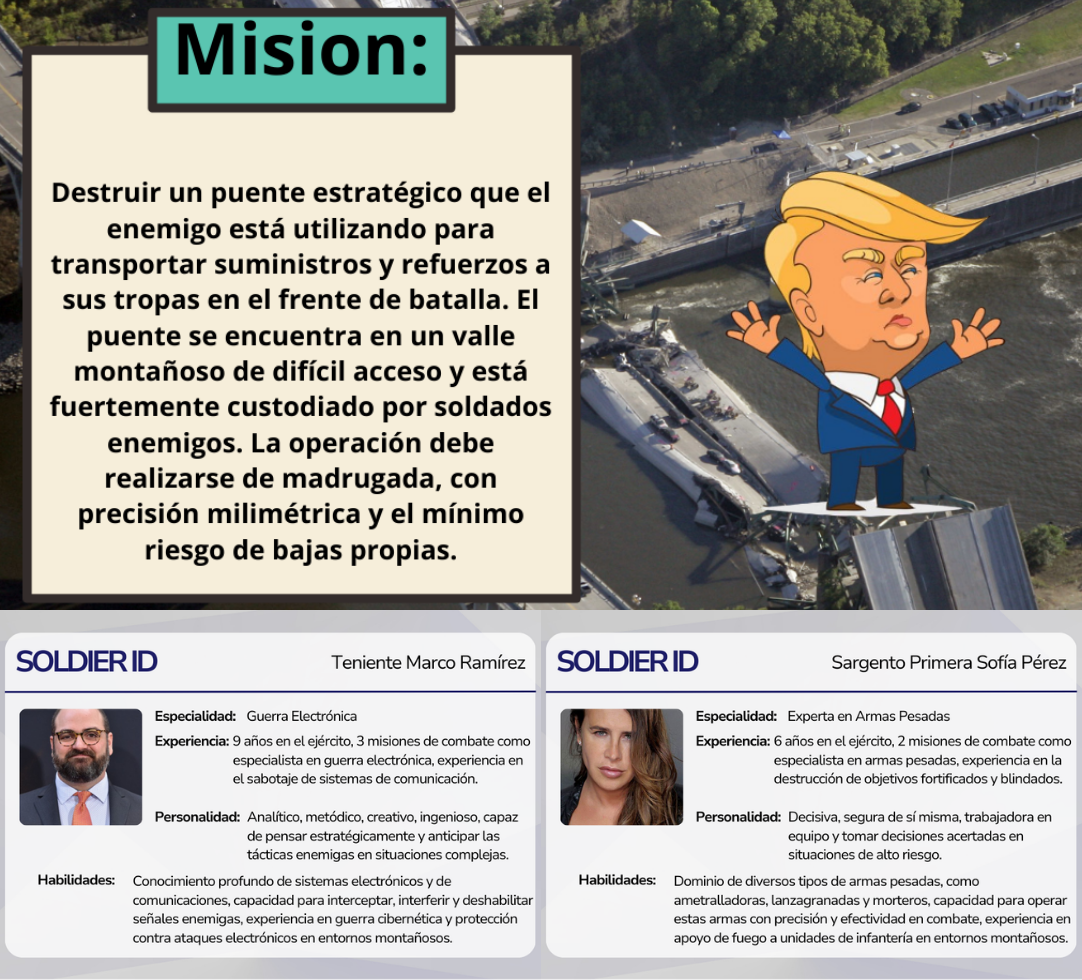 Mision:
Destruir un puente estratégico que el
enemigo está utilizando para
transportar suministros y refuerzos a
sus tropas en el frente de batalla. El
puente se encuentra en un valle
montañoso de difícil acceso y está
fuertemente custodiado por soldados
enemigos. La operación debe
realizarse de madrugada, con
precisión milimétrica y el mínimo
riesgo de bajas propias.
SOLDIER ID
Teniente Marco Ramírez
Especialidad: Guerra Electrónica
Experiencia: 9 años en el ejército, 3 misiones de combate como
especialista en guerra electrónica, experiencia en
el sabotaje de sistemas de comunicación.
Personalidad: Analítico, metódico, creativo, ingenioso, capaz
de pensar estratégicamente y anticipar las
tácticas enemigas en situaciones complejas.
Habilidades: Conocimiento profundo de sistemas electrónicos y de
comunicaciones, capacidad para interceptar, interferir y deshabilitar
señales enemigas, experiencia en guerra cibernética y protección
contra ataques electrónicos en entornos montañosos.
SOLDIER ID
Sargento Primera Sofía Pérez
Especialidad: Experta en Armas Pesadas
Experiencia: 6 años en el ejército, 2 misiones de combate como
especialista en armas pesadas, experiencia en la
destrucción de objetivos fortificados y blindados.
Personalidad: Decisiva, segura de sí misma, trabajadora en
equipo y tomar decisiones acertadas en
situaciones de alto riesgo.
Habilidades: Dominio de diversos tipos de armas pesadas, como
ametralladoras, lanzagranadas y morteros, capacidad para operar
estas armas con precisión y efectividad en combate, experiencia en
apoyo de fuego a unidades de infantería en entornos montañosos.